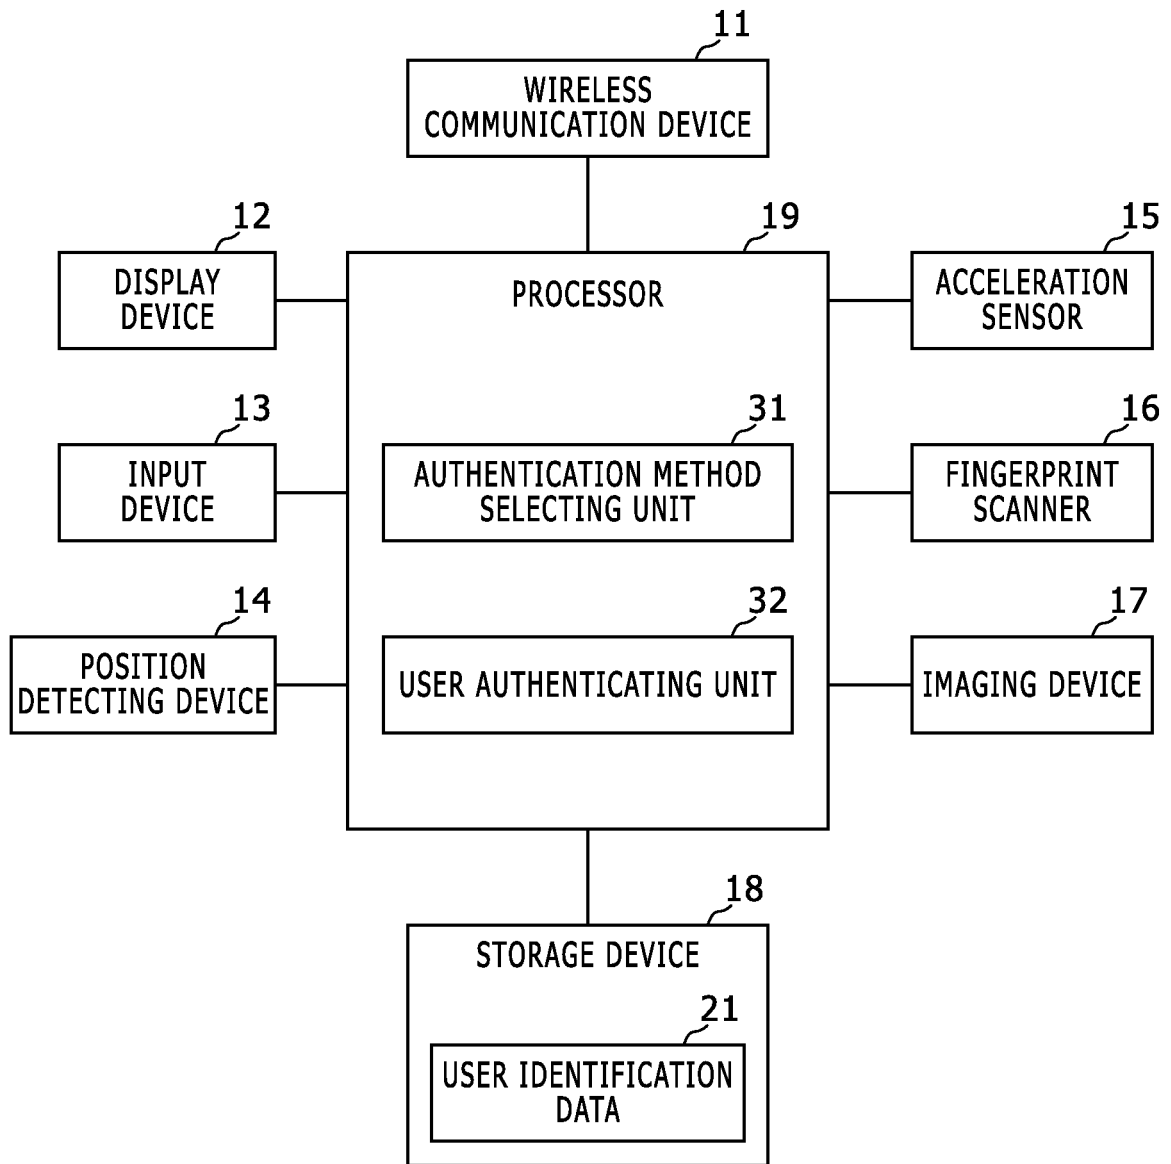 11
WIRELESS
COMMUNICATION DEVICE
12
19
15
DISPLAY
DEVICE
PROCESSOR
ACCELERATION
SENSOR
13
31
16
INPUT
DEVICE
AUTHENTICATION METHOD
SELECTING UNIT
FINGERPRINT
SCANNER
14
32
17
POSITION
DETECTING DEVICE
USER AUTHENTICATING UNIT
IMAGING DEVICE
18
STORAGE DEVICE
21
USER IDENTIFICATION
DATA